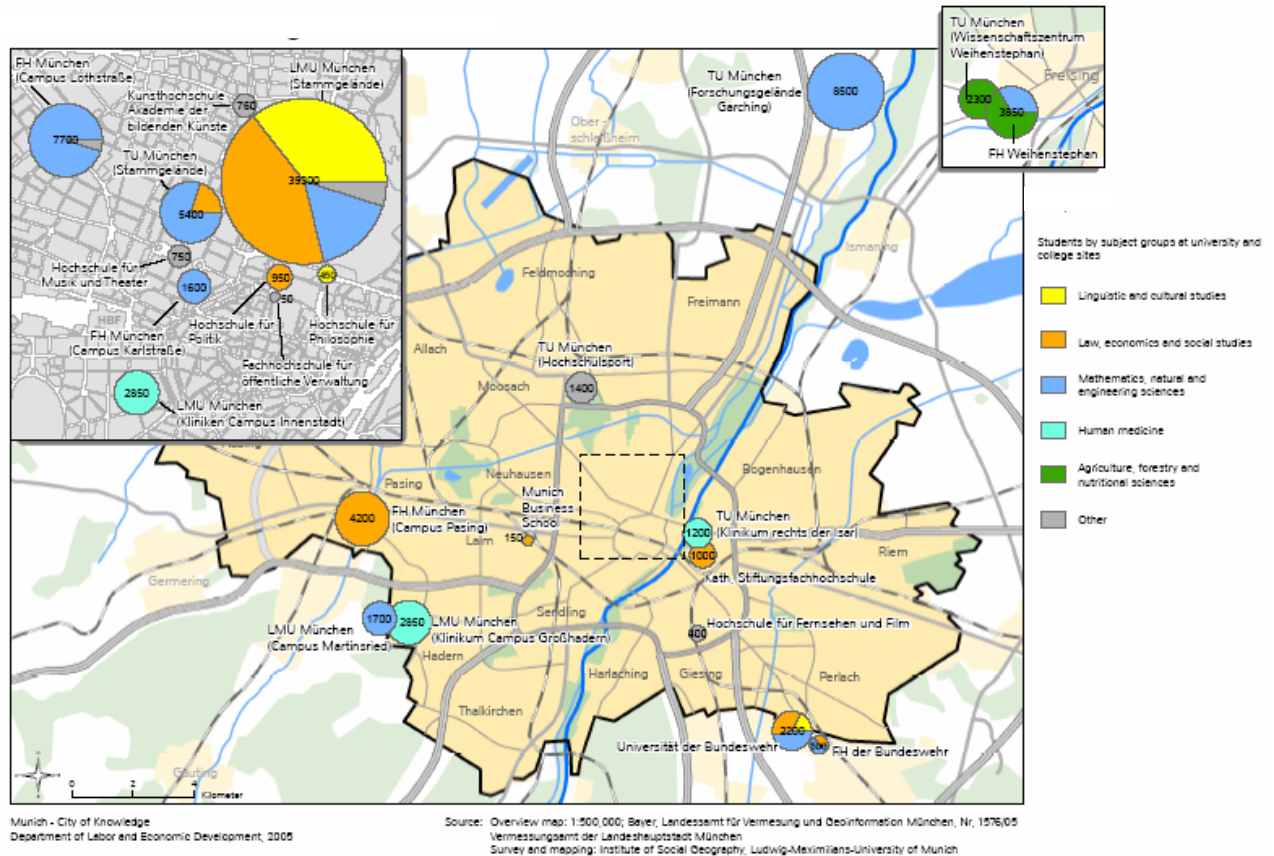 FH München
(Campus Lothstraße)
7700
Kunsthochschule
Akademie der
bildenden Künste
760
LMU München
(Stammgelände)
39500
TU München
(Stammgelände)
5400
750
Hochschule für
Musik und Theater
1600
FH München
(Campus Karlstraße)
950
Hochschule für
Politik
50
Fachhochschule für
öffentliche Verwaltung
450
Hochschule für
Philosophie
HBF
2850
LMU München
(Kliniken Campus Innenstadt)
TU München
(Forschungsgelände
Garching)
8500
Ober-
schleißheim
Ismaning
TU München
(Wissenschaftszentrum
Weihenstephan)
Freising
2300
3850
FH Weihenstephan
Feldmoching
Freimann
Allach
TU München
(Hochschulsport)
1400
Moosach
Neuhausen
Bogenhausen
Pasing
4200
FH München
(Campus Pasing)
Laim
Munich
Business
School
150
TU München
(Klinikum rechts der Isar)
1200
1000
Kath. Stiftungsfachhochschule
Riem
Germering
Sendling
1700
2850
LMU München
(Klinikum Campus Großhadern)
LMU München
(Campus Martinsried)
Hadern
400
Hochschule für Fernsehen und Film
Harlaching
Giesing
Perlach
Thalkirchen
2200
Universität der Bundeswehr
FH der Bundeswehr
Gauting
0 2 4
Kilometer
Students by subject groups at university and
college sites
Linguistic and cultural studies
Law, economics and social studies
Mathematics, natural and
engineering sciences
Human medicine
Agriculture, forestry and
nutritional sciences
Other
Munich - City of Knowledge
Department of Labor and Economic Development, 2005
Source: Overview map: 1:500,000; Bayer. Landesamt für Vermesung und Geoinformation München, Nr. 1576/05
Vermessungsamt der Landeshauptstadt München
Survey and mapping: Institute of Social Geography, Ludwig-Maximilians-University of Munich